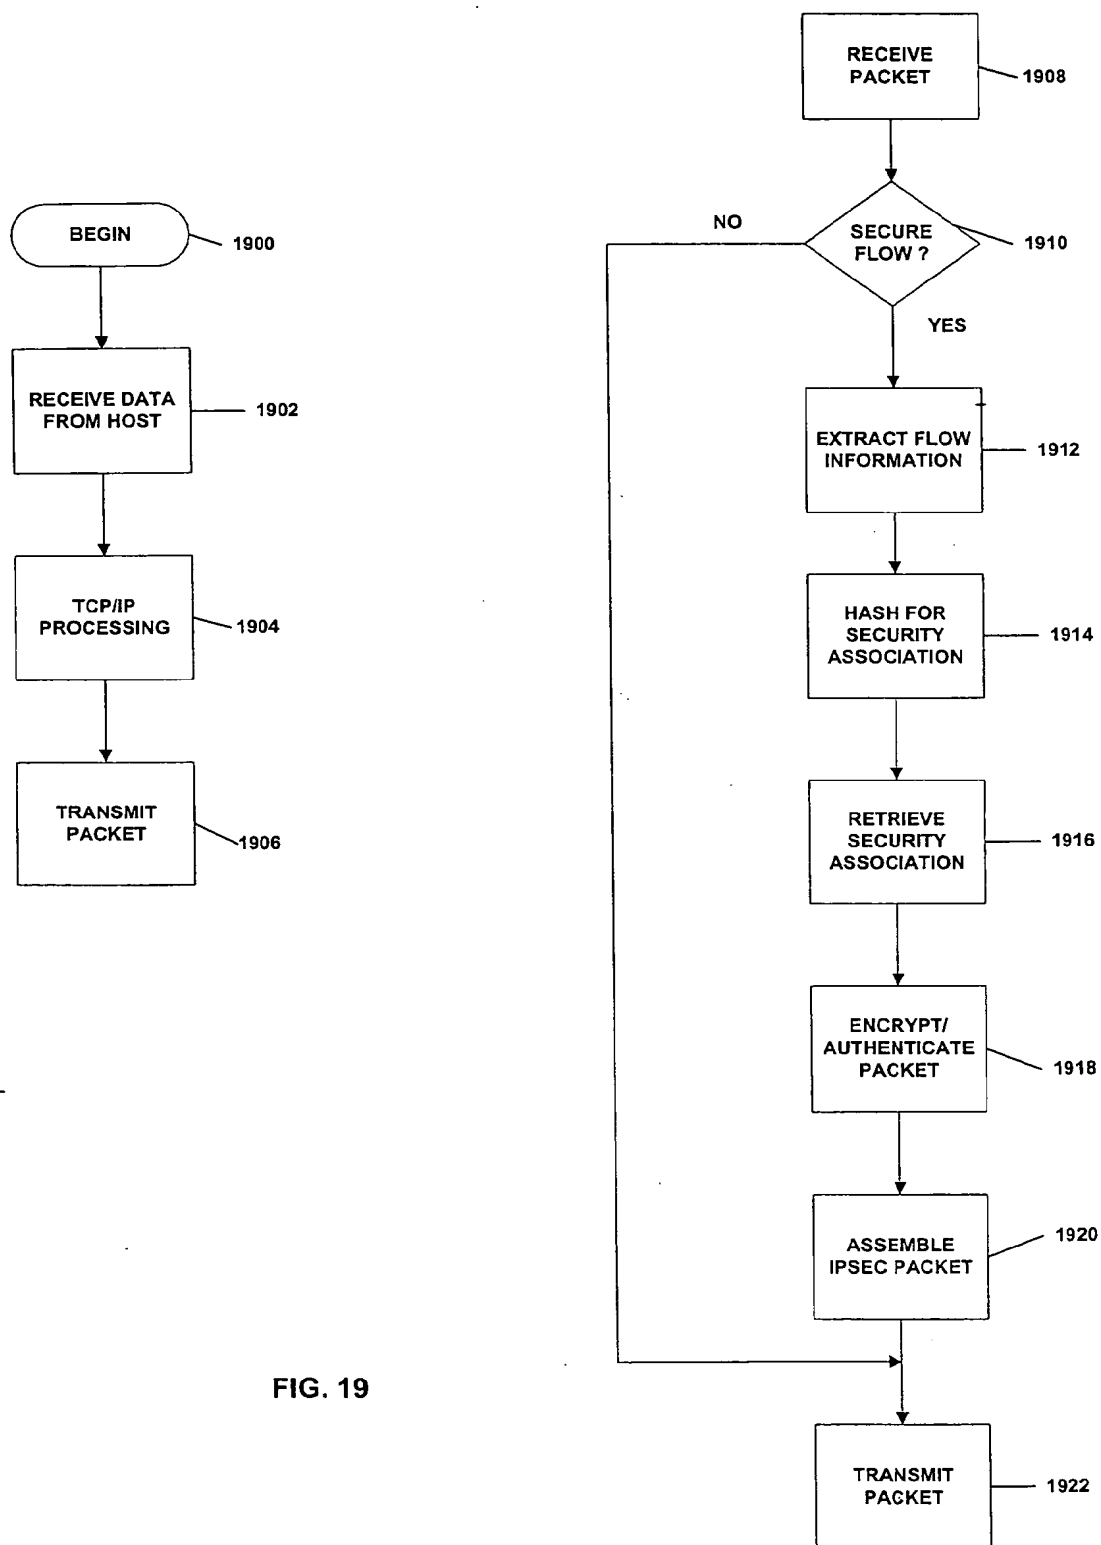 BEGIN
1900
RECEIVE DATA
FROM HOST
1902
TCP/IP
PROCESSING
1904
TRANSMIT
PACKET
1906
RECEIVE
PACKET
1908
SECURE
FLOW ?
1910
NO
YES
EXTRACT FLOW
INFORMATION
1912
HASH FOR
SECURITY
ASSOCIATION
1914
RETRIEVE
SECURITY
ASSOCIATION
1916
ENCRYPT/
AUTHENTICATE
PACKET
1918
ASSEMBLE
IPSEC PACKET
1920
TRANSMIT
PACKET
1922
FIG. 19